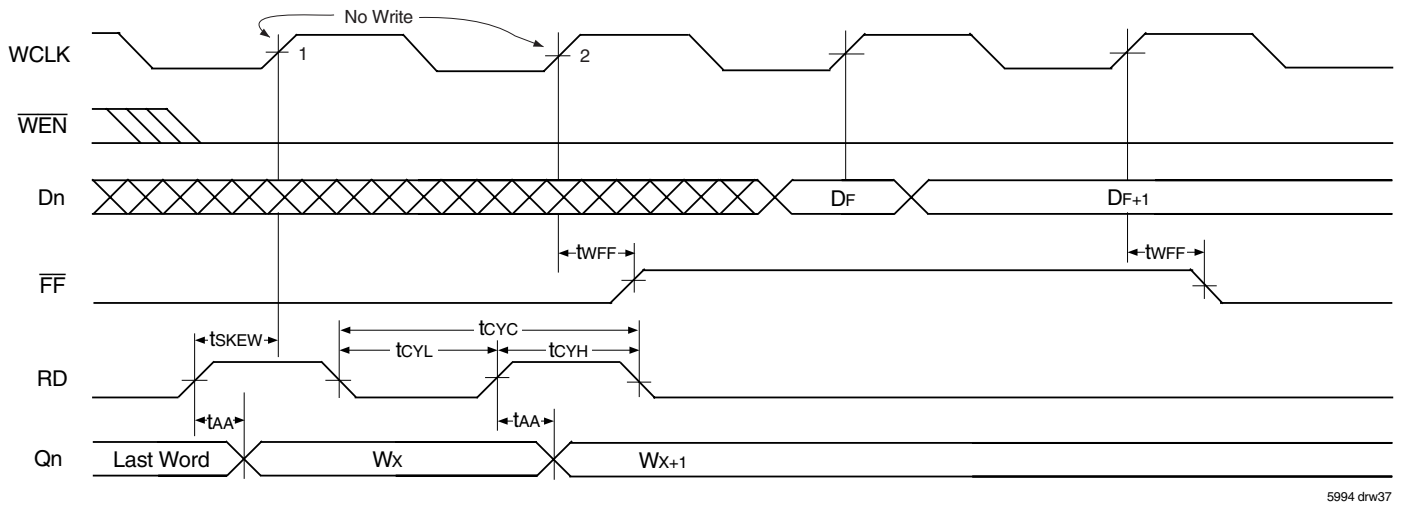 No Write
WCLK 1 2
WEN
Dn DF DF+1
tWFF tWFF
FF
tSKEW tCYC
tCYL tCYH
RD
tAA tAA
Qn Last Word WX WX+1
5994 drw37